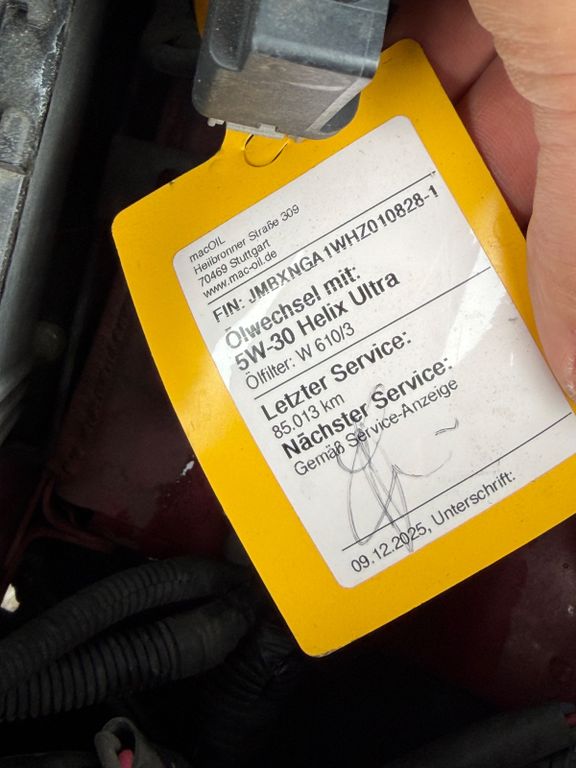 macOIL
Heilbronner Straße 309
70469 Stuttgart
www.mac-oil.de
FIN: JMBXNGA1WHZ010828-1
Ölwechsel mit:
5W-30 Helix Ultra
Ölfilter: W 610/3
Letzter Service:
85.013 km
Nächster Service:
Gemäß Service-Anzeige
09.12.2025, Unterschrift: